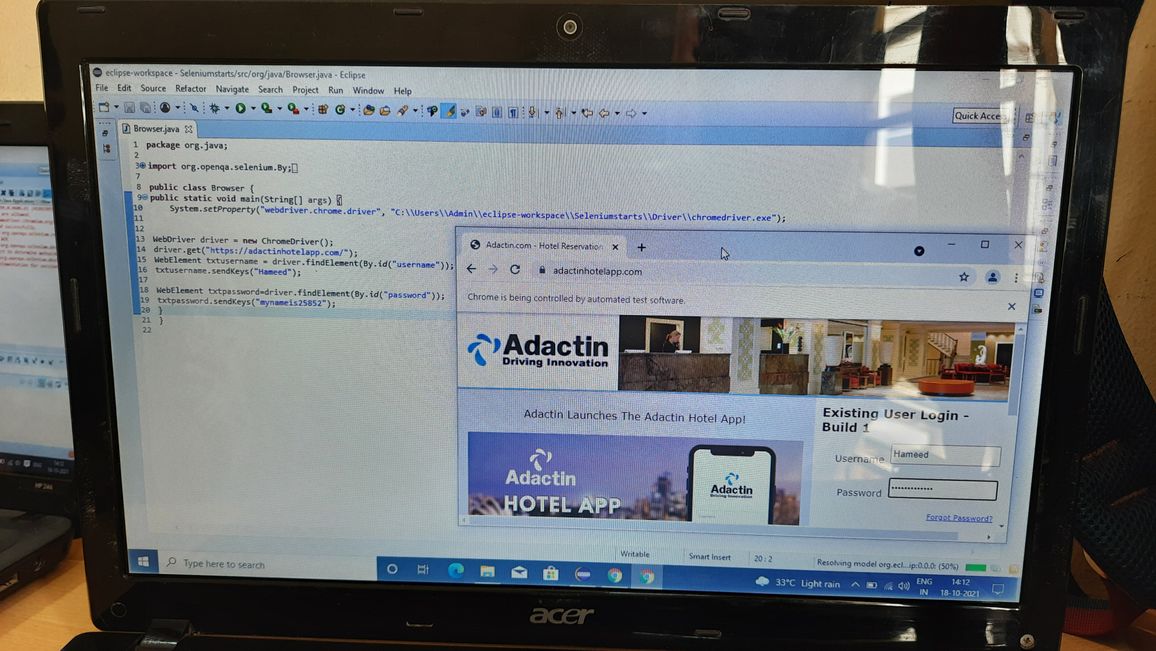 eclipse-workspace - Seleniumstarts/src/org/java/Browser.java - Eclipse
File Edit Source Refactor Navigate Search Project Run Window Help
Quick Acce
Browser.java
1 package org.java;
2
3 import org.openqa.selenium.By;
7
8 public class Browser {
9 public static void main(String[] args) {
10 System.setProperty("webdriver.chrome.driver", "C:\\Users\\Admin\\eclipse-workspace\\Seleniumstarts\\Driver\\chromedriver.exe");
11
12
13 WebDriver driver = new ChromeDriver();
14 driver.get("https://adactinhotelapp.com/");
15 WebElement txtusername = driver.findElement(By.id("username"));
16 txtusername.sendKeys("Hameed");
17
18 WebElement txtpassword=driver.findElement(By.id("password"));
19 txtpassword.sendKeys("mynameis25852");
20 }
21 }
22
Adactin.com - Hotel Reservation
adactinhotelapp.com
Chrome is being controlled by automated test software.
Adactin
Driving Innovation
Adactin Launches The Adactin Hotel App!
Adactin
HOTEL APP
Adactin
Driving Innovation
Existing User Login -
Build 1
Username Hameed
Password
Forgot Password?
Writable Smart Insert 20 : 2 Resolving model org.ecl...ip:0.0.0: (50%)
Type here to search
33°C Light rain
ENG
IN
14:12
18-10-2021
acer